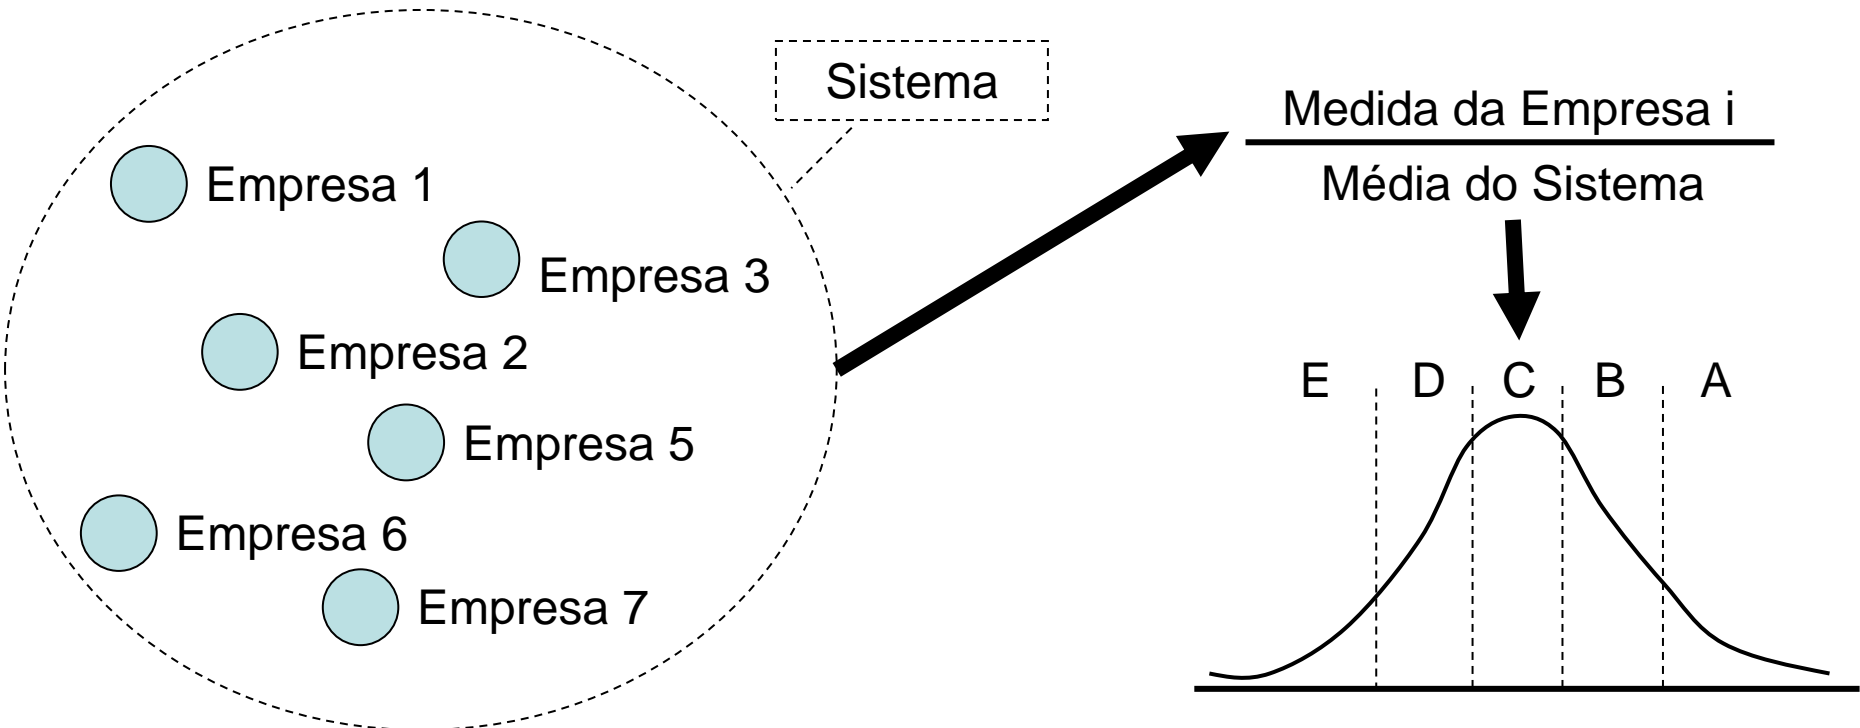 Sistema
Medida da Empresa i
Média do Sistema
Empresa 1
Empresa 3
Empresa 2
Empresa 5
Empresa 6
Empresa 7
E D C B A